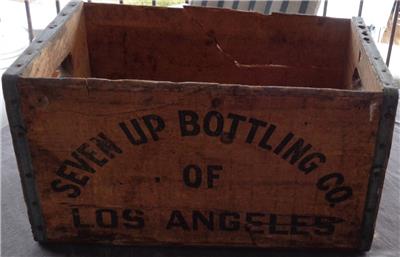 SEVEN UP BOTTLING CO.
OF
LOS ANGELES